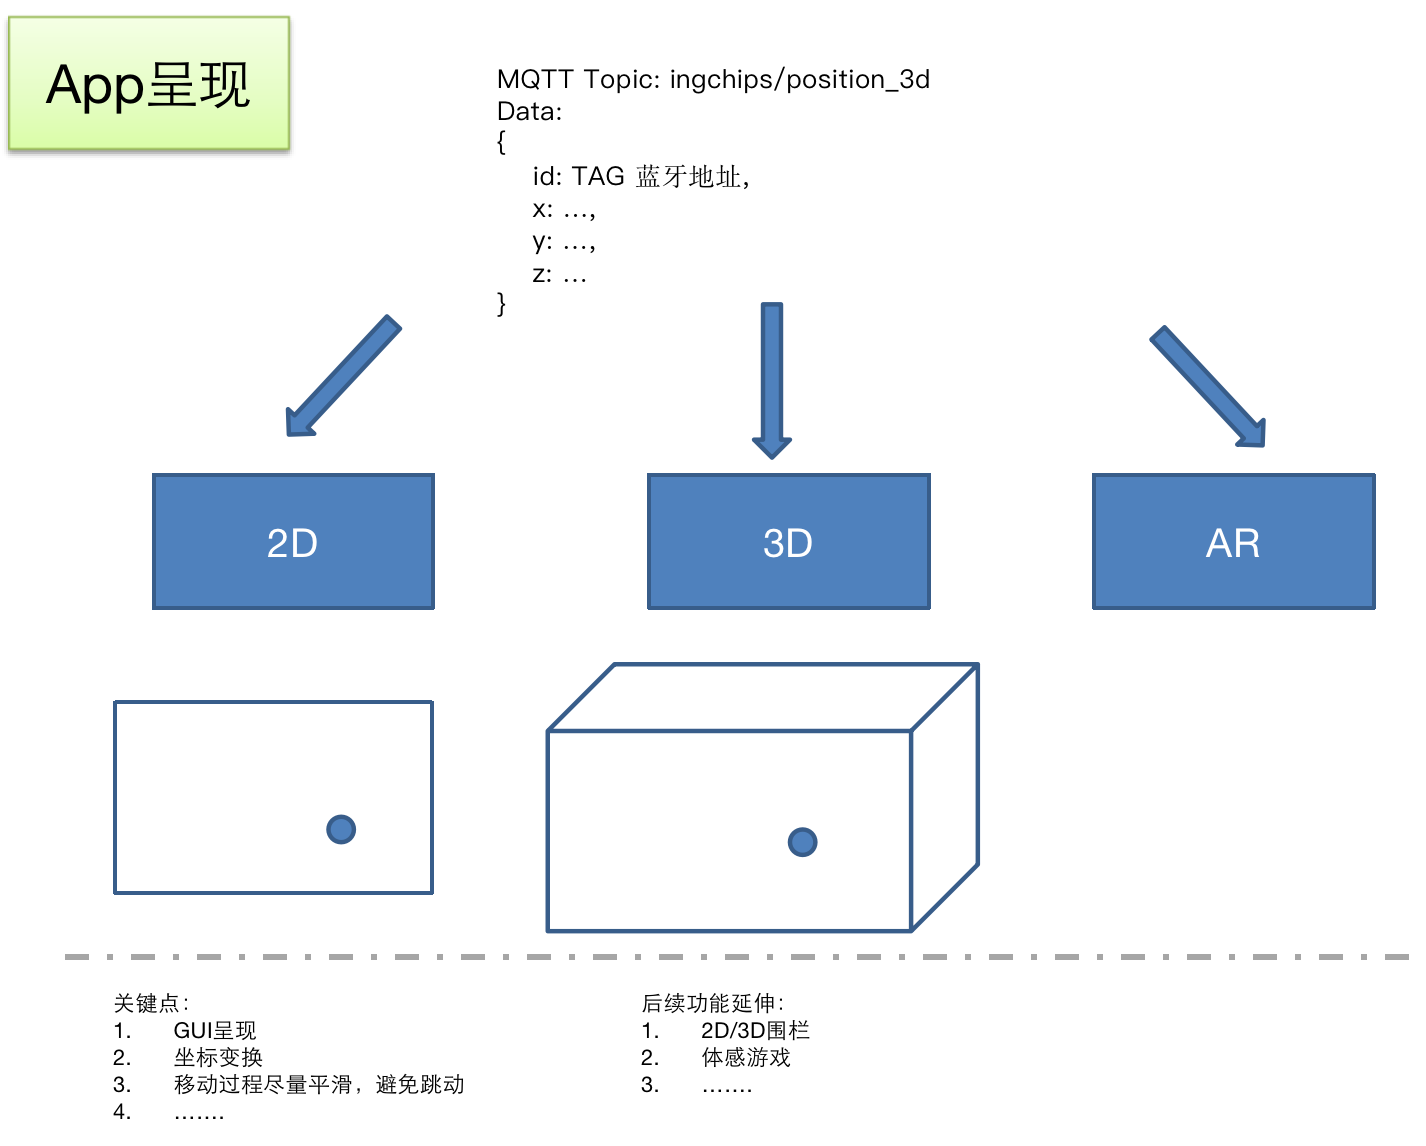 App呈现
MQTT Topic: ingchips/position_3d
Data:
{
id: TAG 蓝牙地址,
x: ...,
y: ...,
z: ...
}
2D
3D
AR
关键点：
1. GUI呈现
2. 坐标变换
3. 移动过程尽量平滑，避免跳动
4. .......
后续功能延伸：
1. 2D/3D围栏
2. 体感游戏
3. .......